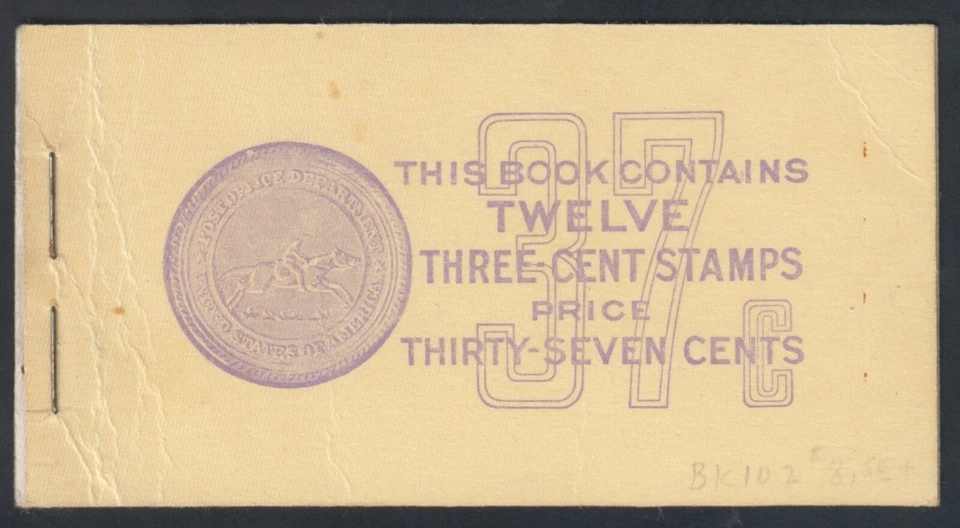 POST OFFICE DEPARTMENT
UNITED STATES OF AMERICA
37c
THIS BOOK CONTAINS
TWELVE
THREE-CENT STAMPS
PRICE
THIRTY-SEVEN CENTS
BK102